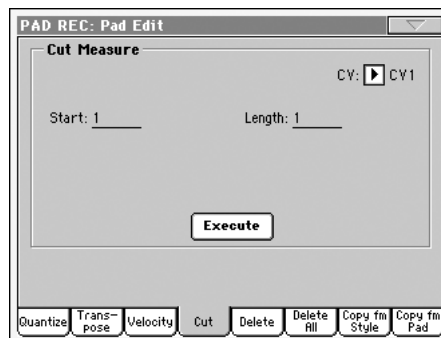 PAD REC: Pad Edit
Cut Measure
CV: CV1
Start: 1 Length: 1
Execute
Quantize Trans-pose Velocity Cut Delete Delete All Copy fm Style Copy fm Pad